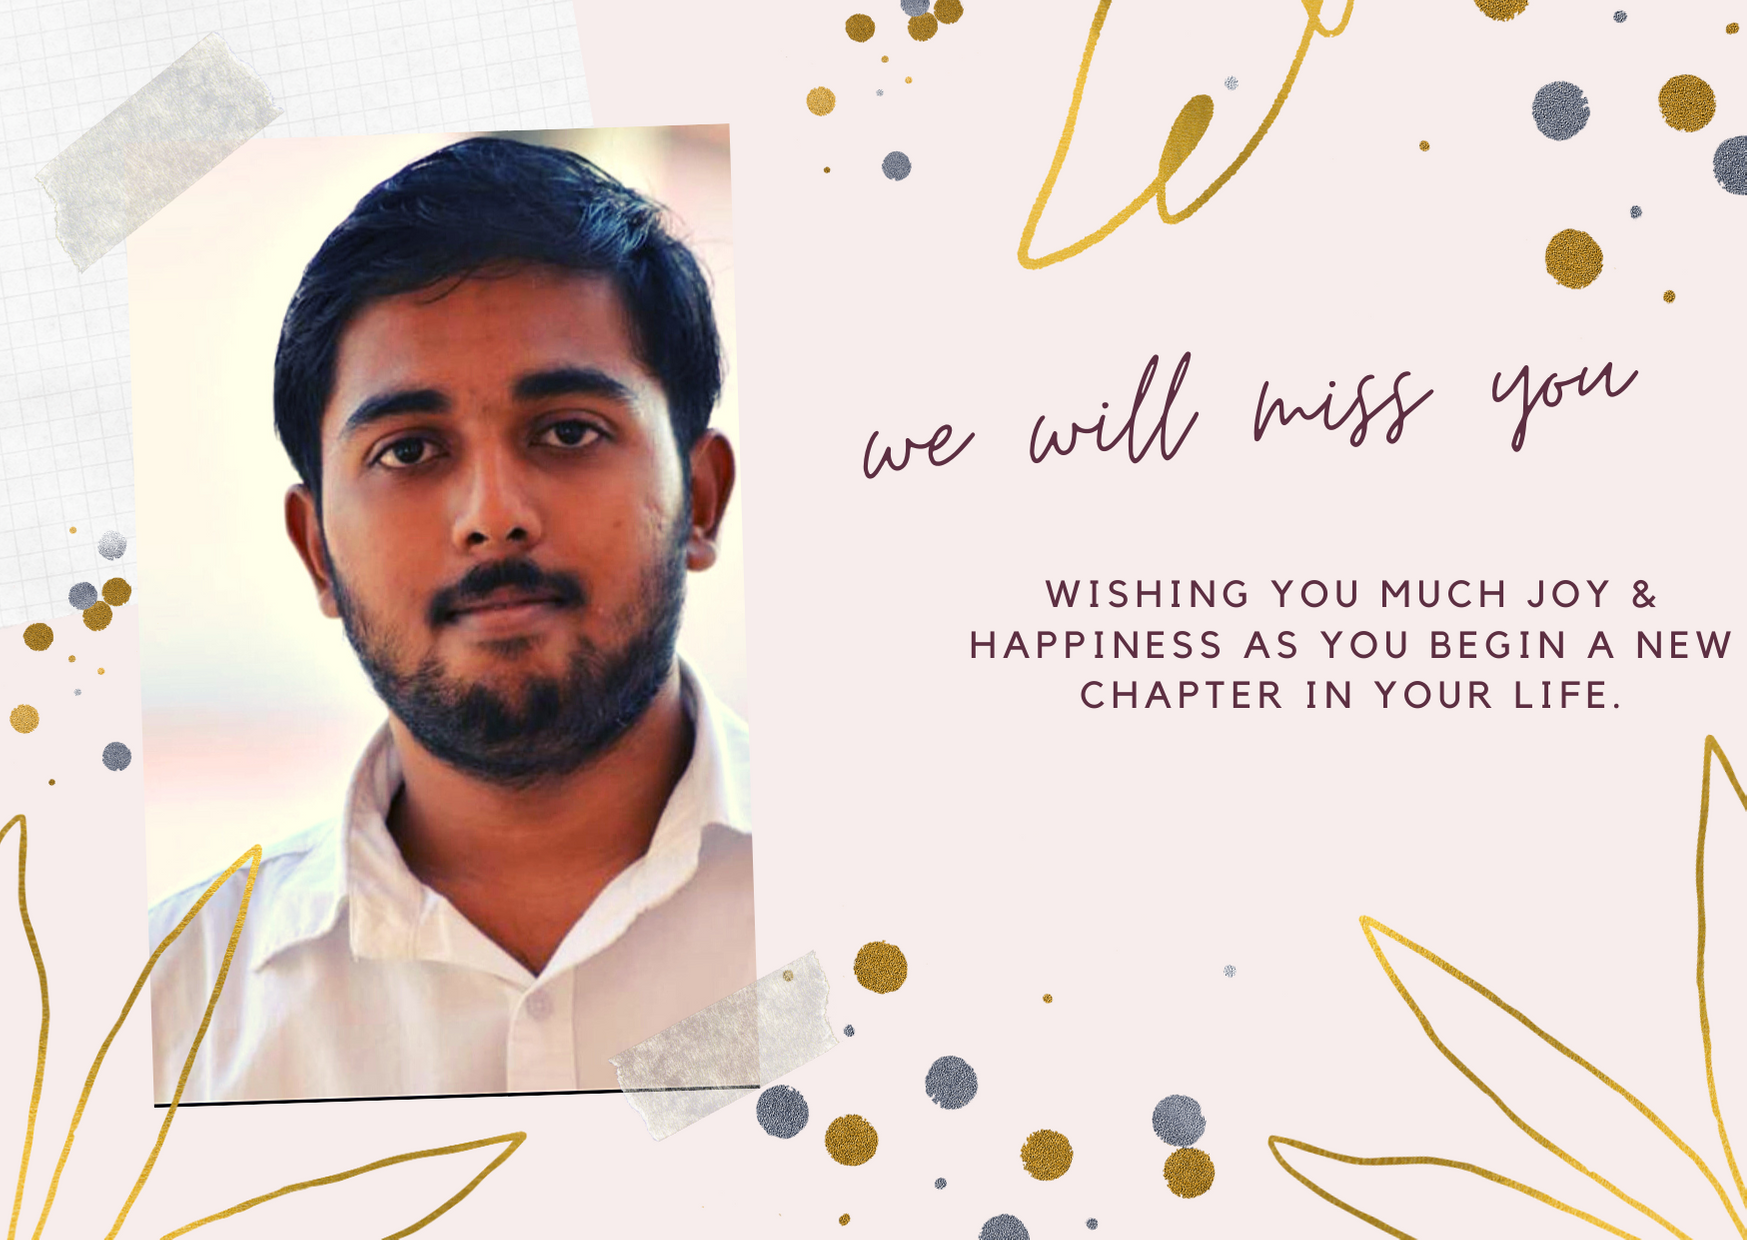 we will miss you
WISHING YOU MUCH JOY &
HAPPINESS AS YOU BEGIN A NEW
CHAPTER IN YOUR LIFE.